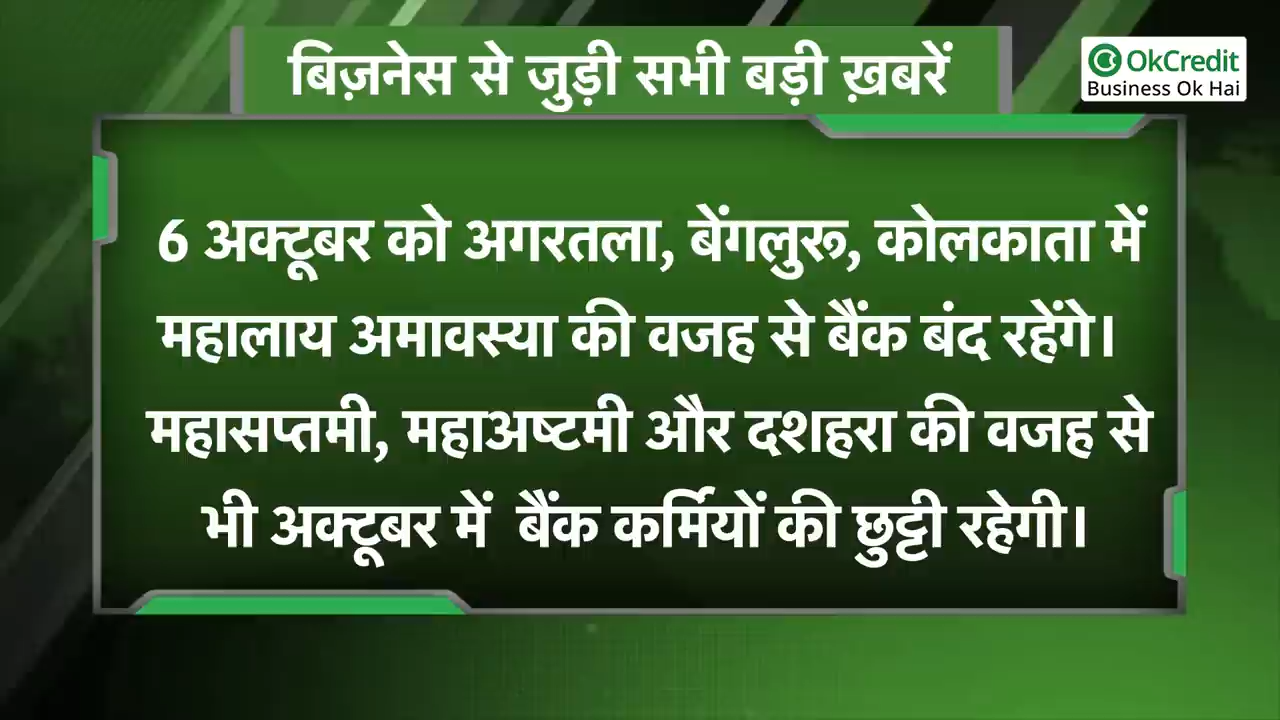 बिज़नेस से जुड़ी सभी बड़ी ख़बरें
OkCredit
Business Ok Hai
6 अक्टूबर को अगरतला, बेंगलुरू, कोलकाता में
महालाय अमावस्या की वजह से बैंक बंद रहेंगे।
महासप्तमी, महाअष्टमी और दशहरा की वजह से
भी अक्टूबर में बैंक कर्मियों की छुट्टी रहेगी।